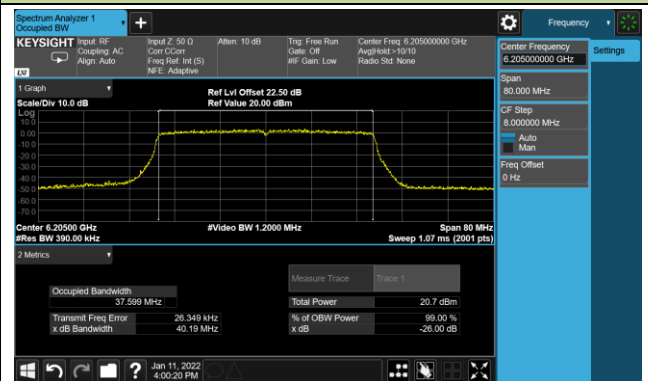 Spectrum Analyzer 1
Occupied BW
+
Frequency
KEYSIGHT
Input: RF
Coupling: AC
Align: Auto
Input Z: 50 Ω
Corr CCorr
Freq Ref: Int (S)
NFE: Adaptive
Atten: 10 dB
Trig: Free Run
Gate: Off
#IF Gain: Low
Center Freq: 6.205000000 GHz
Avg|Hold:>10/10
Radio Std: None
LXI
Center Frequency
6.205000000 GHz
Settings
Span
80.000 MHz
CF Step
8.000000 MHz
Auto
Man
Freq Offset
0 Hz
1 Graph
Scale/Div 10.0 dB
Ref Lvl Offset 22.50 dB
Ref Value 20.00 dBm
Log
10.0
0.00
-10.0
-20.0
-30.0
-40.0
-50.0
-60.0
-70.0
Center 6.20500 GHz
#Res BW 390.00 kHz
#Video BW 1.2000 MHz
Span 80 MHz
Sweep 1.07 ms (2001 pts)
2 Metrics
Measure Trace
Trace 1
Occupied Bandwidth
37.599 MHz
Total Power
20.7 dBm
Transmit Freq Error
26.349 kHz
% of OBW Power
99.00 %
x dB Bandwidth
40.19 MHz
x dB
-26.00 dB
?
Jan 11, 2022
4:00:20 PM